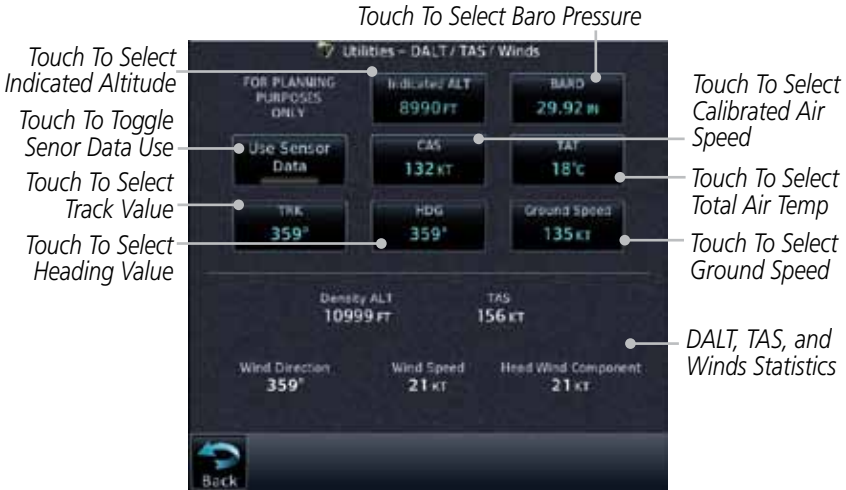 Touch To Select Baro Pressure
Touch To Select
Indicated Altitude
Touch To Toggle
Senor Data Use
Touch To Select
Track Value
Touch To Select
Heading Value
Utilities – DALT / TAS / Winds
FOR PLANNING
PURPOSES
ONLY
Indicated ALT
8990 FT
BARO
29.92 IN
Use Sensor
Data
CAS
132 KT
TAT
18°C
TRK
359°
HDG
359°
Ground Speed
135 KT
Density ALT
10999 FT
TAS
156 KT
Wind Direction
359°
Wind Speed
21 KT
Head Wind Component
21 KT
Back
Touch To Select
Calibrated Air
Speed
Touch To Select
Total Air Temp
Touch To Select
Ground Speed
DALT, TAS, and
Winds Statistics